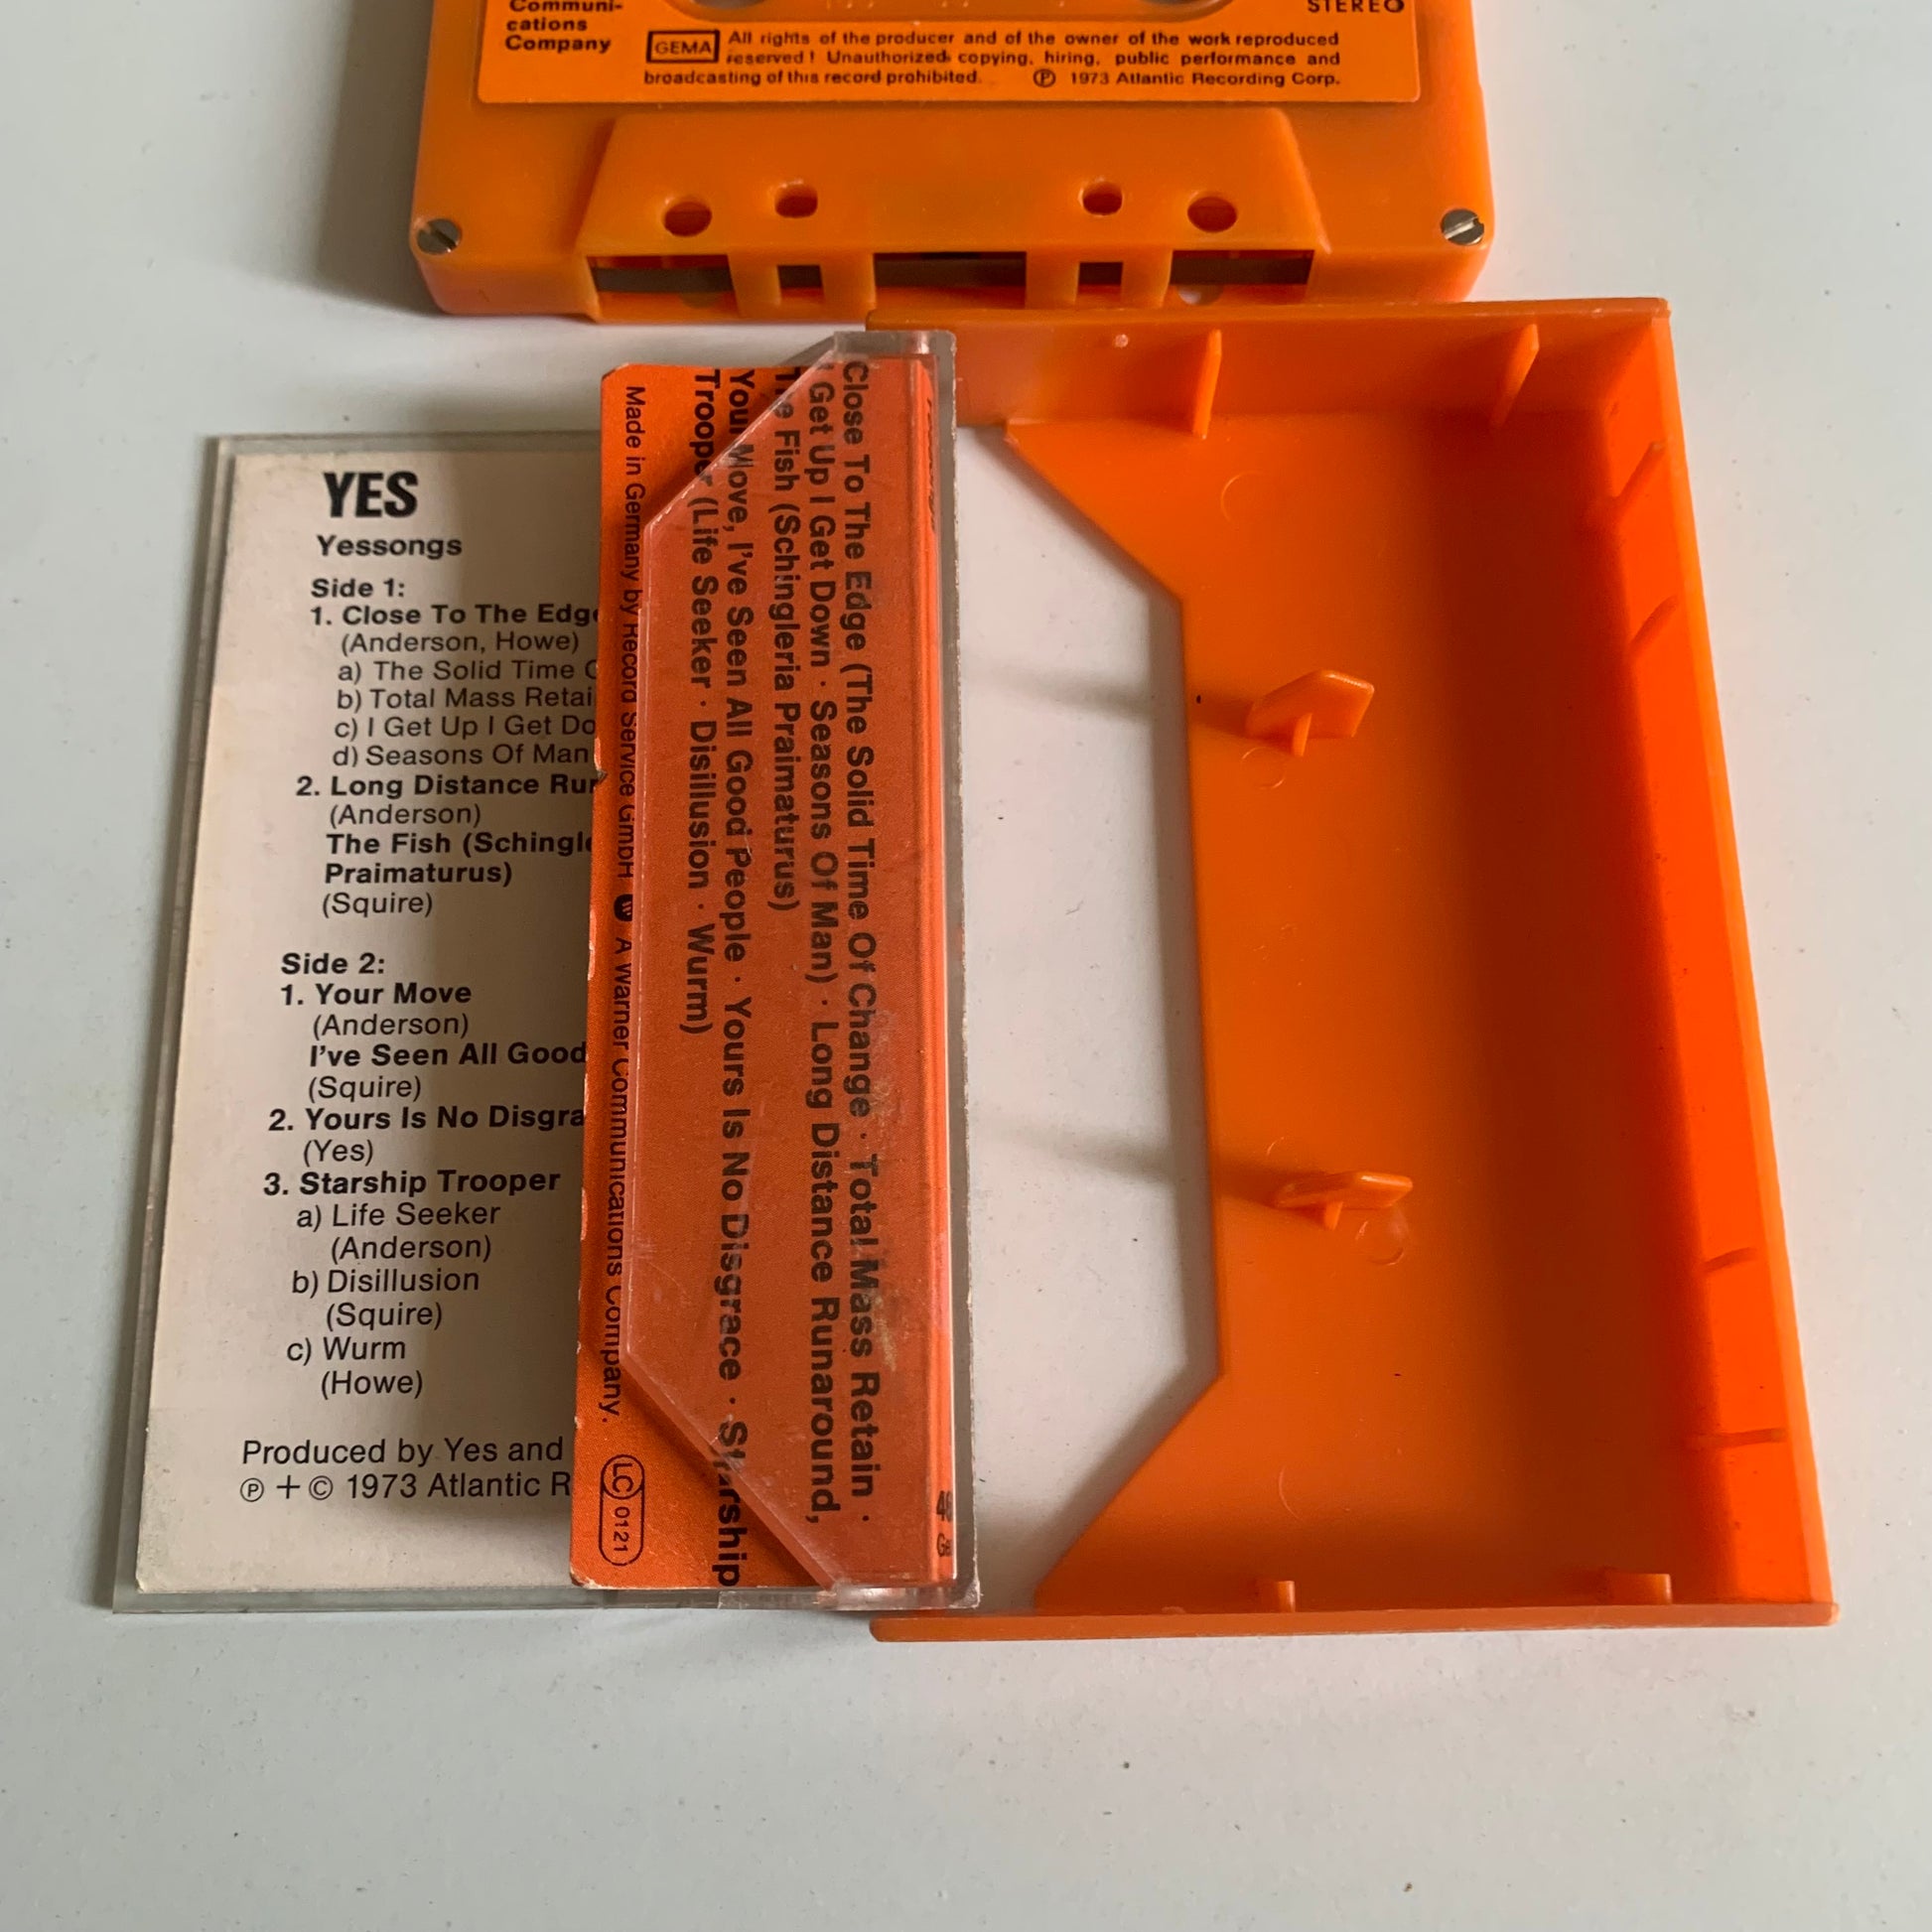 Communi-
cations
Company
STEREO
GEMA
All rights of the producer and of the owner of the work reproduced
reserved! Unauthorized copying, hiring, public performance and
broadcasting of this record prohibited. Ⓟ 1973 Atlantic Recording Corp.
YES
Yessongs
Side 1:
1. Close To The Edge
(Anderson, Howe)
a) The Solid Time
b) Total Mass Retai
c) I Get Up I Get Do
d) Seasons Of Man
2. Long Distance Run
(Anderson)
The Fish (Schingle
Praimaturus)
(Squire)
Side 2:
1. Your Move
(Anderson)
I've Seen All Good
(Squire)
2. Yours Is No Disgra
(Yes)
3. Starship Trooper
a) Life Seeker
(Anderson)
b) Disillusion
(Squire)
c) Wurm
(Howe)
Produced by Yes and
Ⓟ + © 1973 Atlantic R
Close To The Edge (The Solid Time Of Change · Total Mass Retain ·
I Get Up I Get Down · Seasons Of Man) · Long Distance Runaround,
The Fish (Schingleria Praimaturus)
Your Move, I've Seen All Good People · Yours Is No Disgrace · Starship
Trooper (Life Seeker · Disillusion · Wurm)
Made in Germany by Record Service GmbH W A Warner Communications Company.
LC 0121